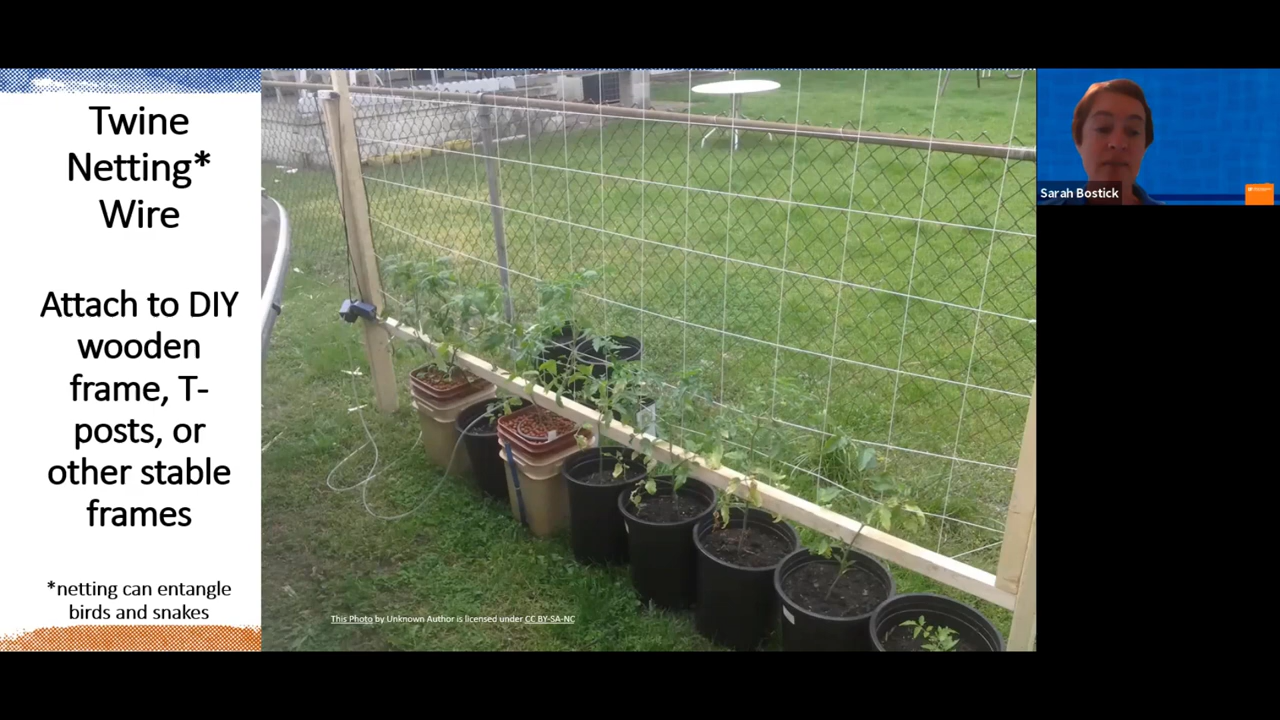 Twine
Netting*
Wire
Attach to DIY
wooden
frame, T-
posts, or
other stable
frames
*netting can entangle
birds and snakes
This Photo by Unknown Author is licensed under CC BY-SA-NC
Sarah Bostick